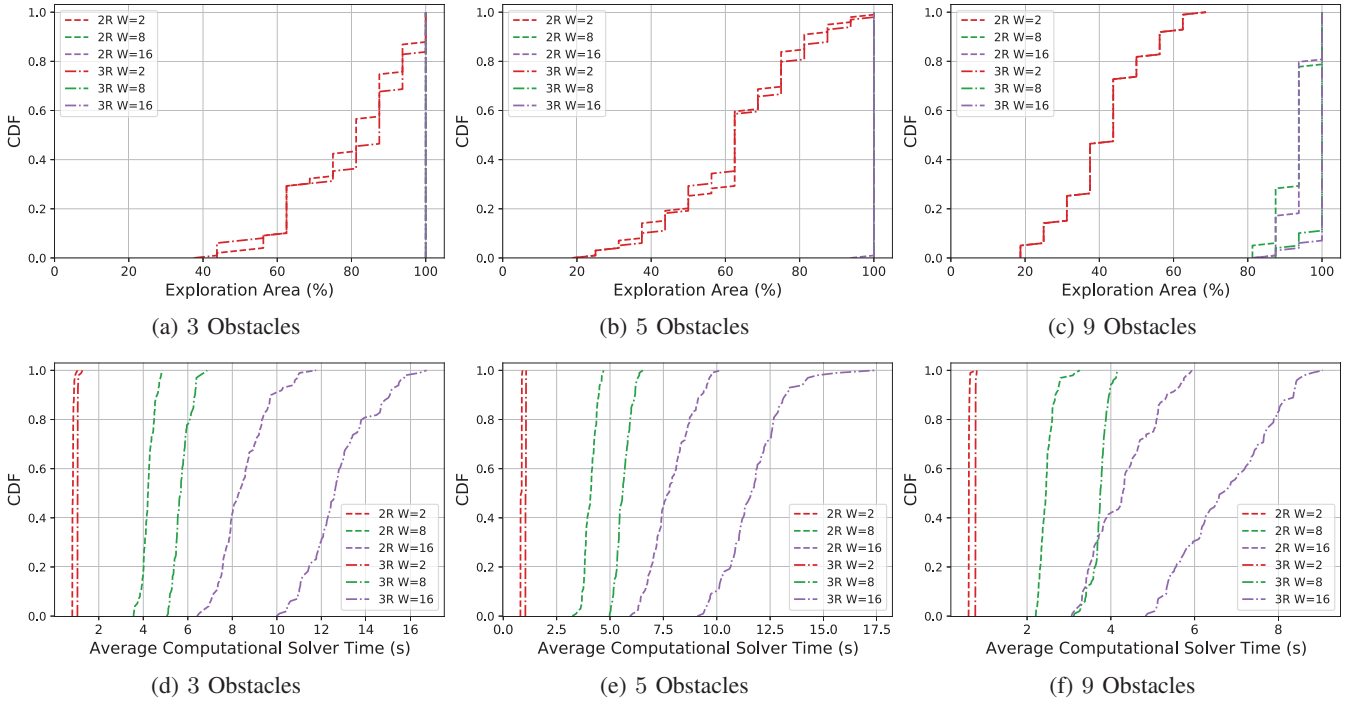 1.0
0.8
0.6
0.4
0.2
0.0
CDF
2R W=2
2R W=8
2R W=16
3R W=2
3R W=8
3R W=16
0 20 40 60 80 100
Exploration Area (%)
(a) 3 Obstacles
1.0
0.8
0.6
0.4
0.2
0.0
CDF
2R W=2
2R W=8
2R W=16
3R W=2
3R W=8
3R W=16
0 20 40 60 80 100
Exploration Area (%)
(b) 5 Obstacles
1.0
0.8
0.6
0.4
0.2
0.0
CDF
2R W=2
2R W=8
2R W=16
3R W=2
3R W=8
3R W=16
0 20 40 60 80 100
Exploration Area (%)
(c) 9 Obstacles
1.0
0.8
0.6
0.4
0.2
0.0
CDF
2R W=2
2R W=8
2R W=16
3R W=2
3R W=8
3R W=16
2 4 6 8 10 12 14 16
Average Computational Solver Time (s)
(d) 3 Obstacles
1.0
0.8
0.6
0.4
0.2
0.0
CDF
2R W=2
2R W=8
2R W=16
3R W=2
3R W=8
3R W=16
0.0 2.5 5.0 7.5 10.0 12.5 15.0 17.5
Average Computational Solver Time (s)
(e) 5 Obstacles
1.0
0.8
0.6
0.4
0.2
0.0
CDF
2R W=2
2R W=8
2R W=16
3R W=2
3R W=8
3R W=16
2 4 6 8
Average Computational Solver Time (s)
(f) 9 Obstacles